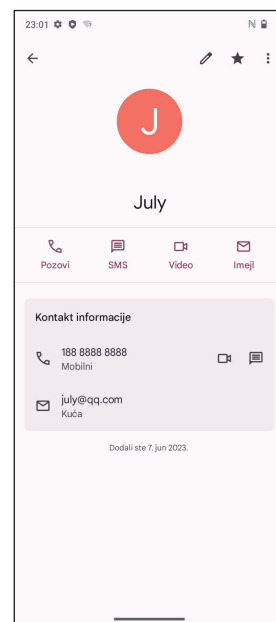 23:01
J
July
Pozovi SMS Video Imejl
Kontakt informacije
188 8888 8888
Mobilni
july@qq.com
Kuća
Dodali ste 7. jun 2023.